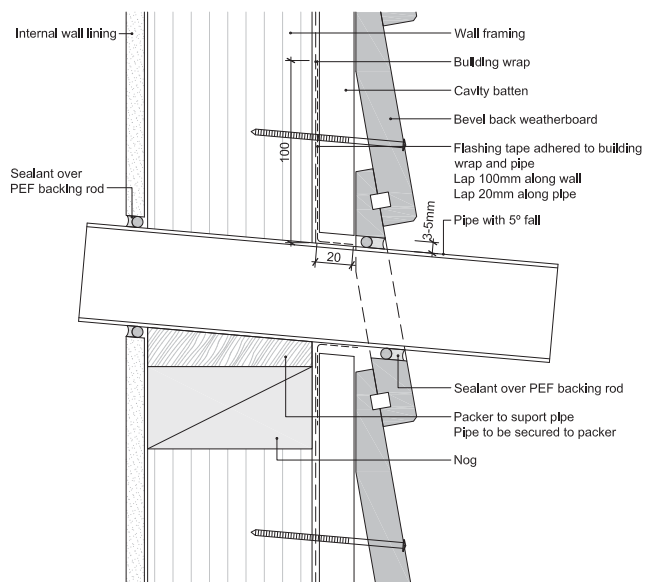 Internal wall lining
Wall framing
Building wrap
Cavity batten
Bevel back weatherboard
100
Flashing tape adhered to building
wrap and pipe
Lap 100mm along wall
Lap 20mm along pipe
Sealant over
PEF backing rod
3-5mm
Pipe with 5º fall
20
Sealant over PEF backing rod
Packer to suport pipe
Pipe to be secured to packer
Nog